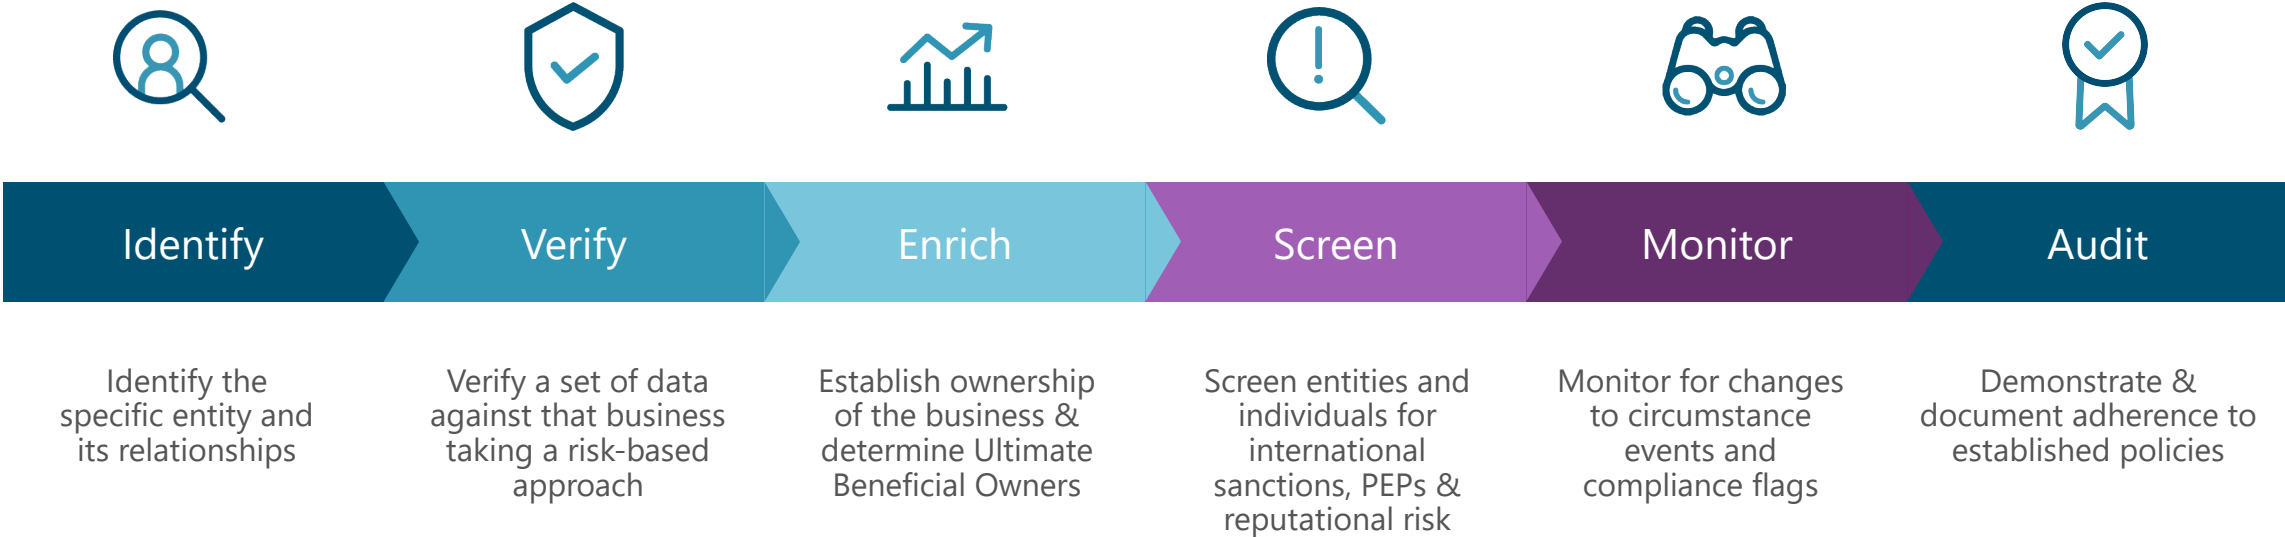 Identify
Verify
Enrich
Screen
Monitor
Audit
Identify the
specific entity and
its relationships
Verify a set of data
against that business
taking a risk-based
approach
Establish ownership
of the business &
determine Ultimate
Beneficial Owners
Screen entities and
individuals for
international
sanctions, PEPs &
reputational risk
Monitor for changes
to circumstance
events and
compliance flags
Demonstrate &
document adherence to
established policies